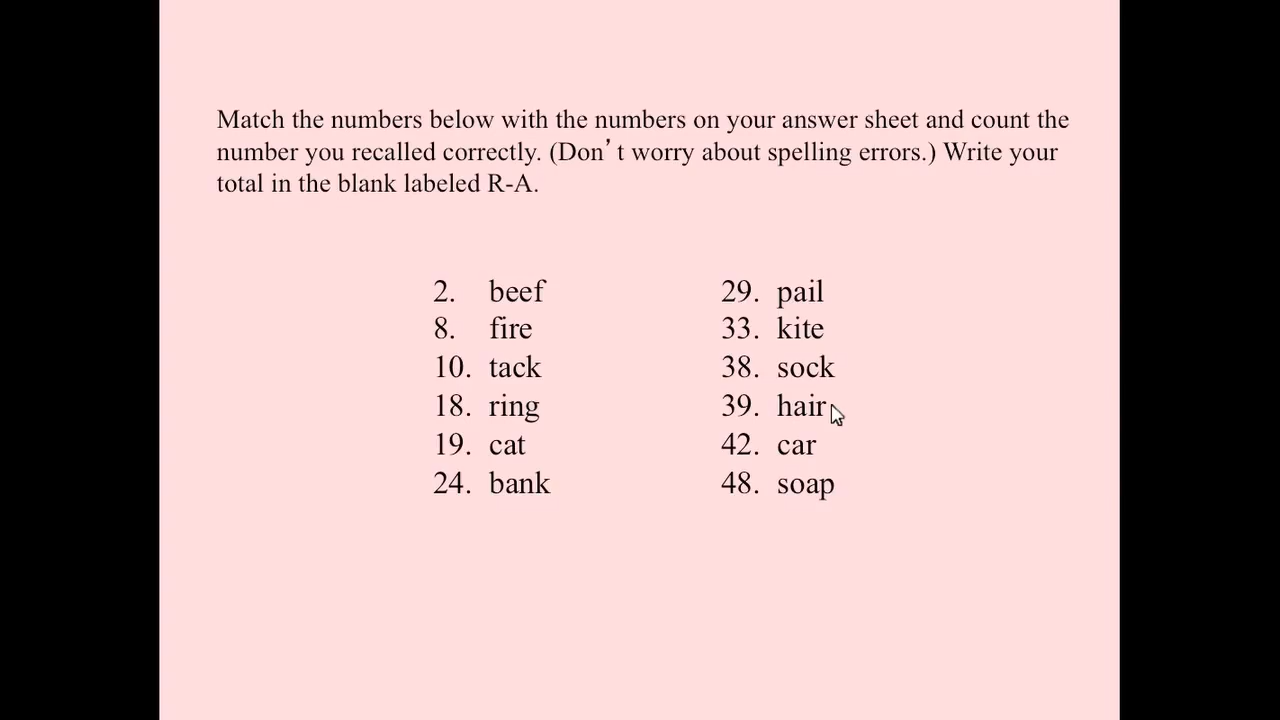 Match the numbers below with the numbers on your answer sheet and count the
number you recalled correctly. (Don’t worry about spelling errors.) Write your
total in the blank labeled R-A.
2. beef
8. fire
10. tack
18. ring
19. cat
24. bank
29. pail
33. kite
38. sock
39. hair
42. car
48. soap